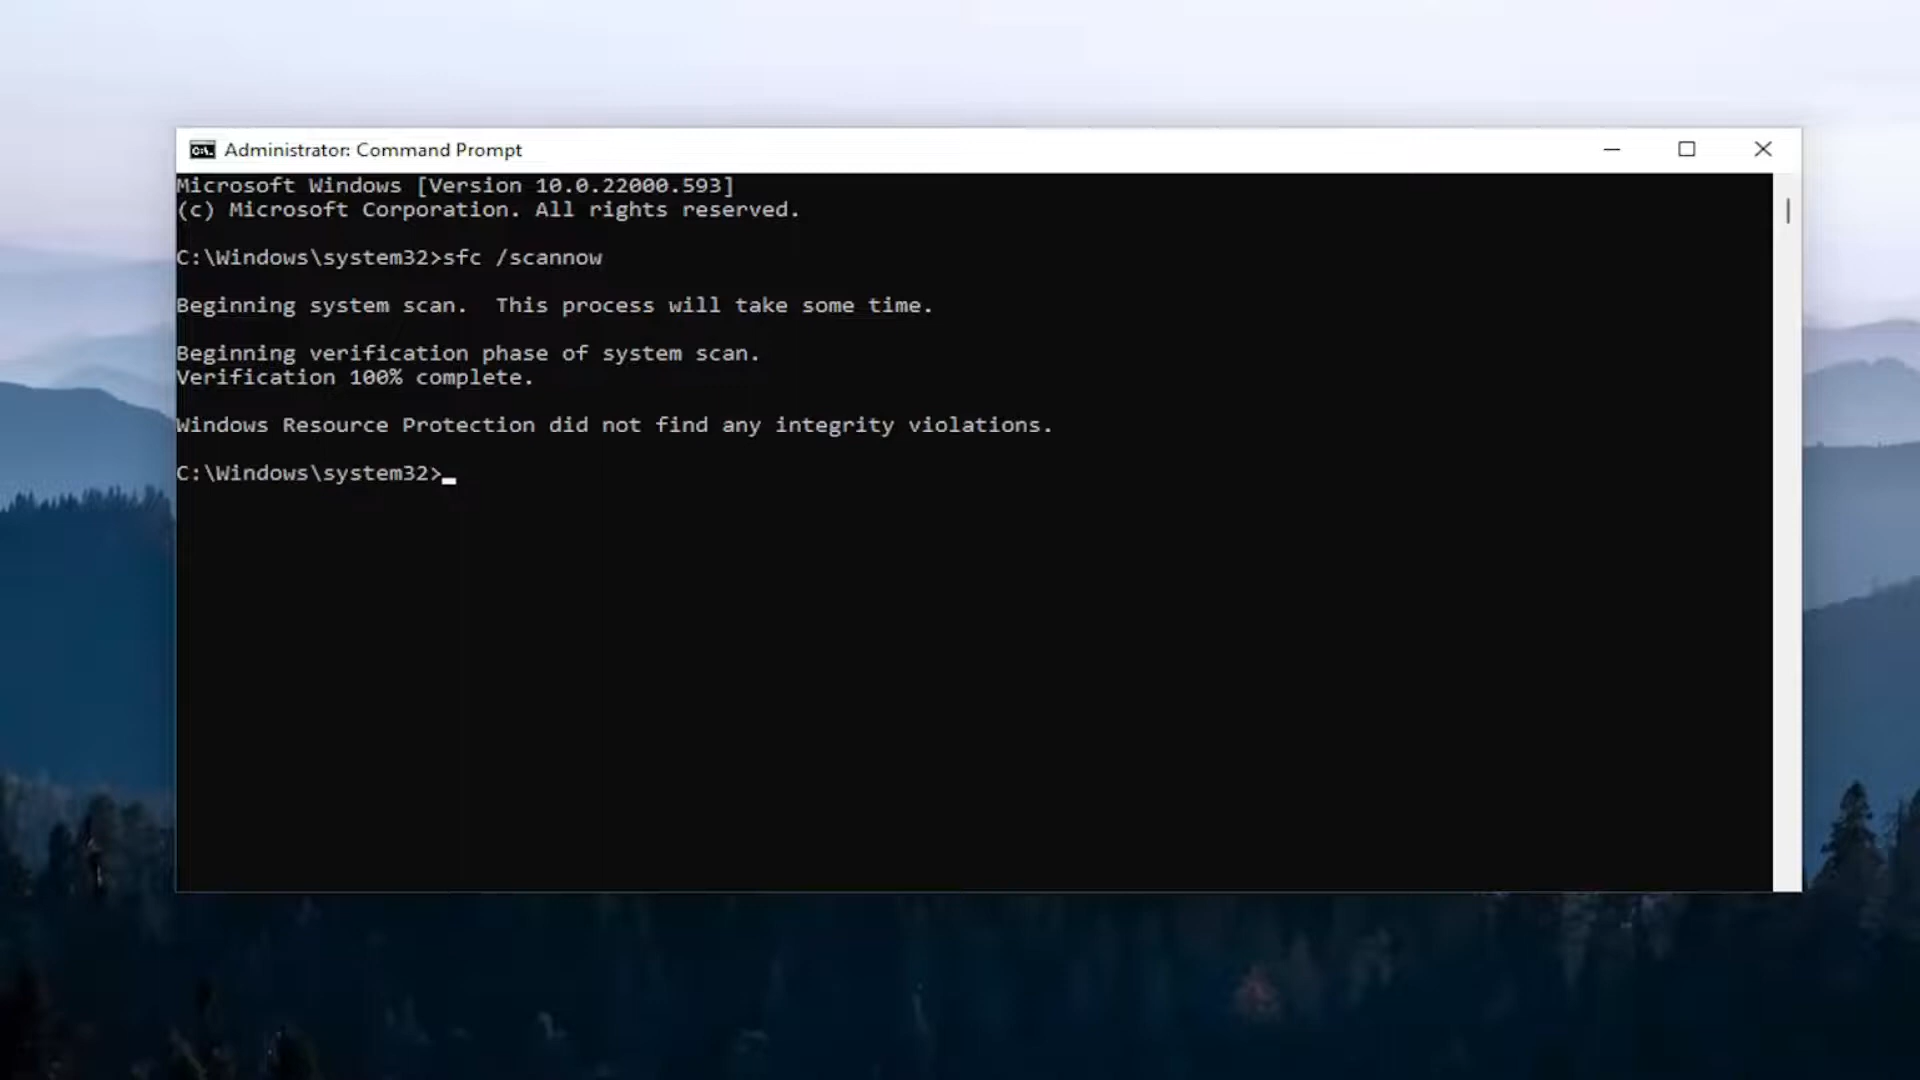 Administrator: Command Prompt
Microsoft Windows [Version 10.0.22000.593]
(c) Microsoft Corporation. All rights reserved.
C:\Windows\system32>sfc /scannow
Beginning system scan.  This process will take some time.
Beginning verification phase of system scan.
Verification 100% complete.
Windows Resource Protection did not find any integrity violations.
C:\Windows\system32>